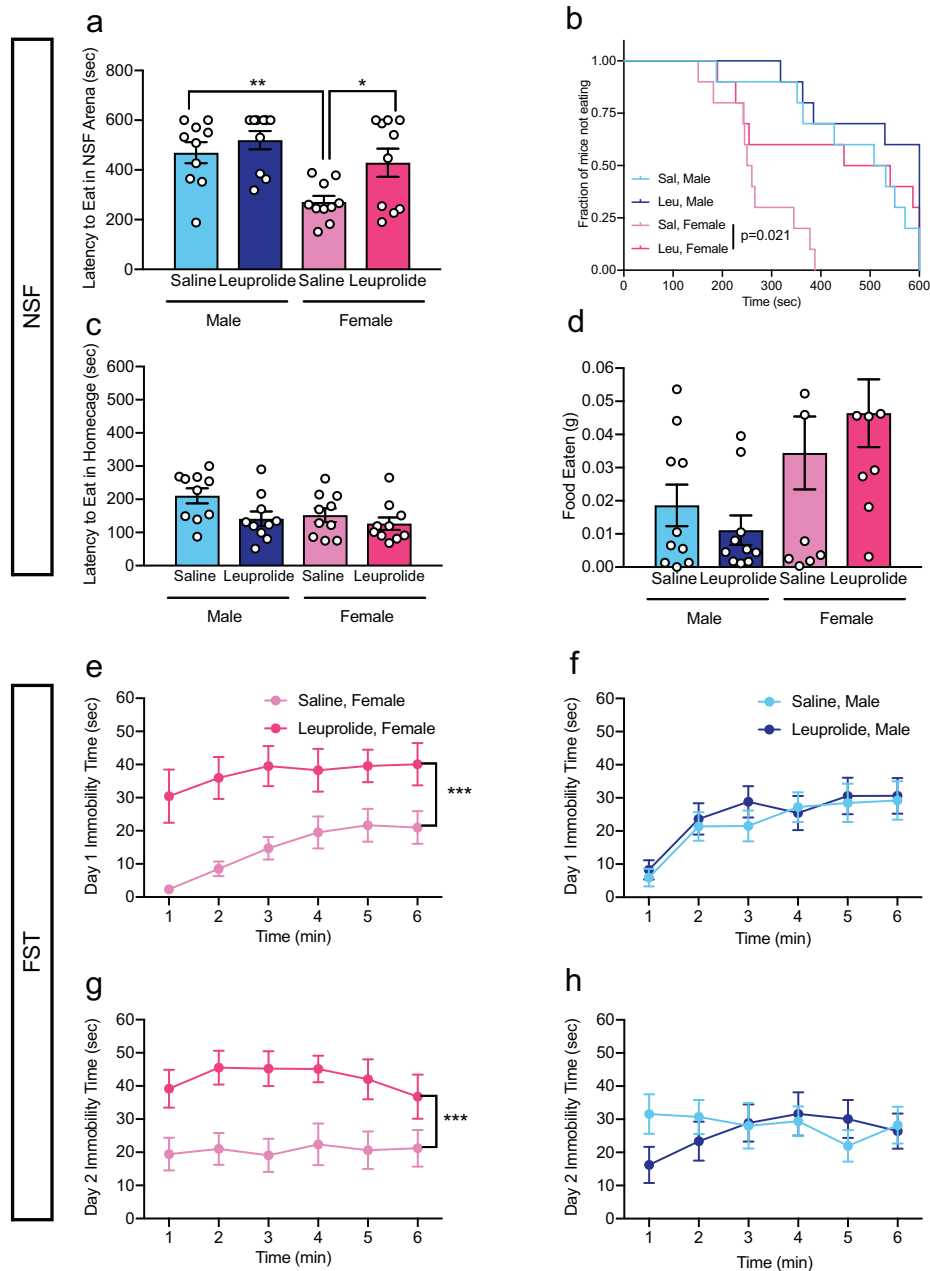 NSF
a
Latency to Eat in NSF Arena (sec)
800
600
400
200
0
**
*
Saline Leuprolide Saline Leuprolide
Male Female
b
Fraction of mice not eating
1.00
0.75
0.50
0.25
0.00
Sal, Male
Leu, Male
Sal, Female
Leu, Female
p=0.021
0 200 400 600
Time (sec)
c
Latency to Eat in Homecage (sec)
600
500
400
300
200
100
0
Saline Leuprolide Saline Leuprolide
Male Female
d
Food Eaten (g)
0.06
0.05
0.04
0.03
0.02
0.01
0.00
Saline Leuprolide Saline Leuprolide
Male Female
FST
e
Day 1 Immobility Time (sec)
60
50
40
30
20
10
0
Saline, Female
Leuprolide, Female
***
1 2 3 4 5 6
Time (min)
f
Day 1 Immobility Time (sec)
60
50
40
30
20
10
0
Saline, Male
Leuprolide, Male
1 2 3 4 5 6
Time (min)
g
Day 2 Immobility Time (sec)
60
50
40
30
20
10
0
***
1 2 3 4 5 6
Time (min)
h
Day 2 Immobility Time (sec)
60
50
40
30
20
10
0
1 2 3 4 5 6
Time (min)